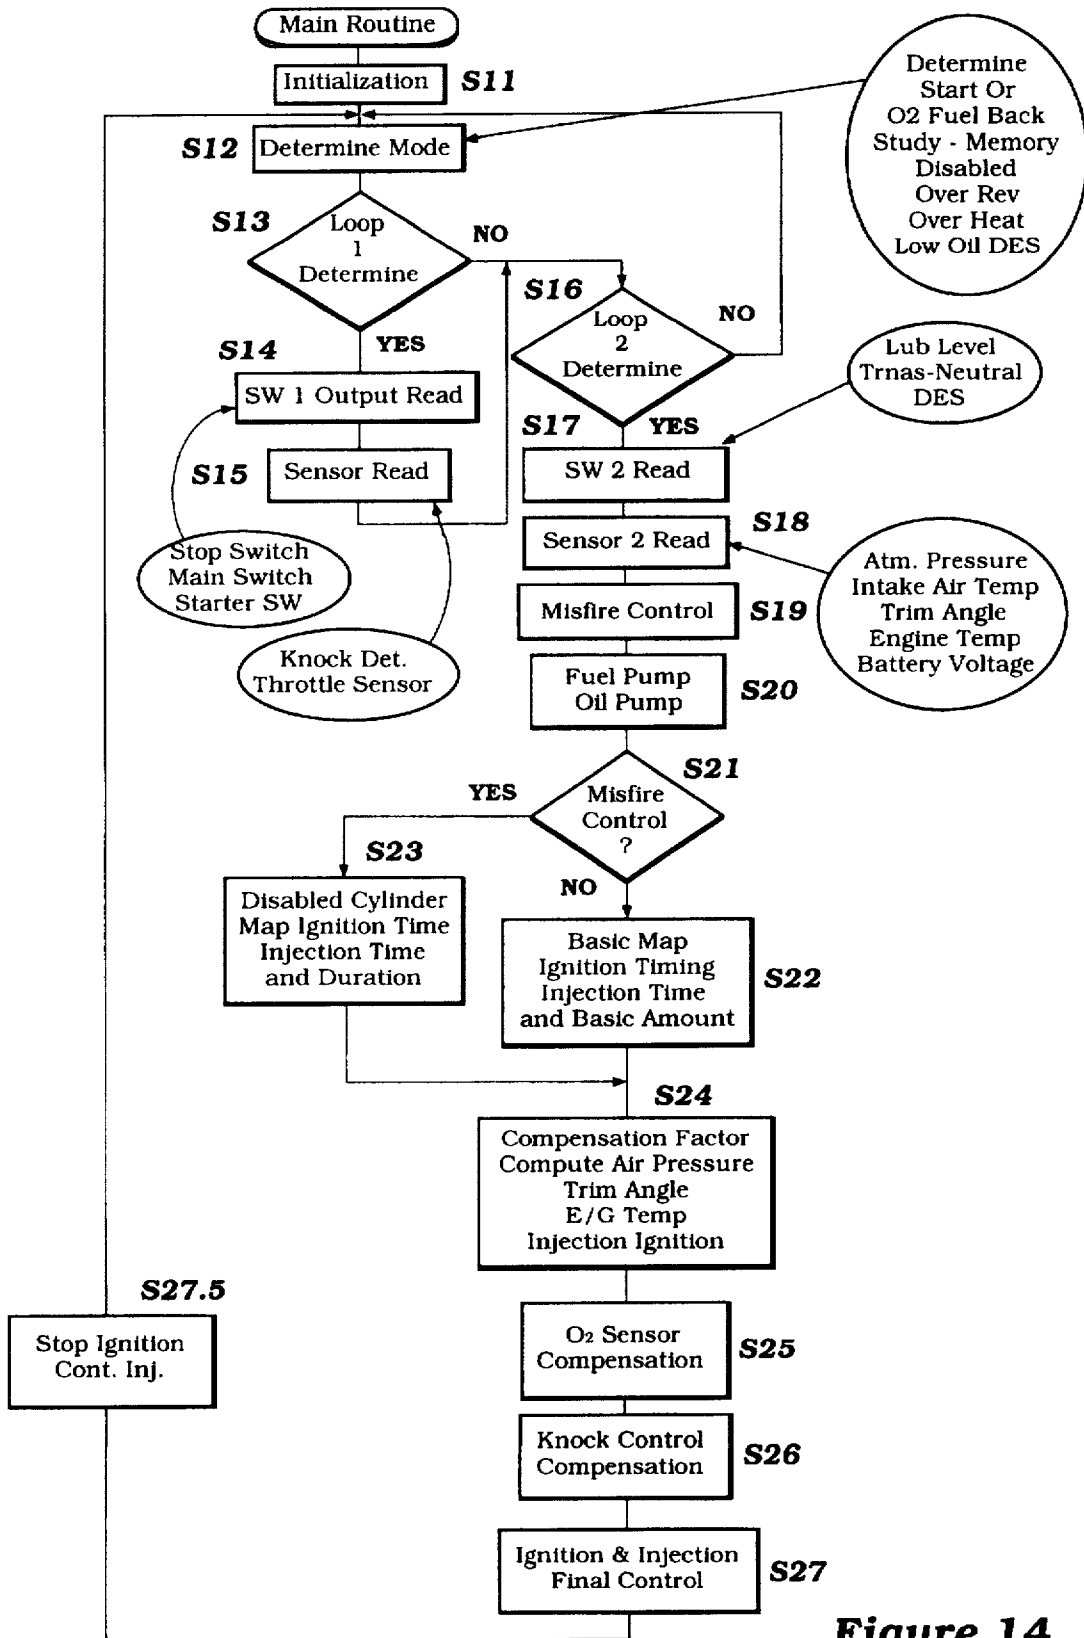 Main Routine
Initialization
S11
Determine
Start Or
O2 Fuel Back
Study - Memory
Disabled
Over Rev
Over Heat
Low Oil DES
S12
Determine Mode
S13
Loop
1
Determine
NO
YES
S14
SW 1 Output Read
S15
Sensor Read
Stop Switch
Main Switch
Starter SW
Knock Det.
Throttle Sensor
S16
Loop
2
Determine
NO
YES
Lub Level
Trnas-Neutral
DES
S17
SW 2 Read
S18
Sensor 2 Read
Atm. Pressure
Intake Air Temp
Trim Angle
Engine Temp
Battery Voltage
Misfire Control
S19
Fuel Pump
Oil Pump
S20
S21
Misfire
Control
?
YES
NO
S23
Disabled Cylinder
Map Ignition Time
Injection Time
and Duration
Basic Map
Ignition Timing
Injection Time
and Basic Amount
S22
S24
Compensation Factor
Compute Air Pressure
Trim Angle
E/G Temp
Injection Ignition
S27.5
Stop Ignition
Cont. Inj.
O2 Sensor
Compensation
S25
Knock Control
Compensation
S26
Ignition & Injection
Final Control
S27
Figure 14